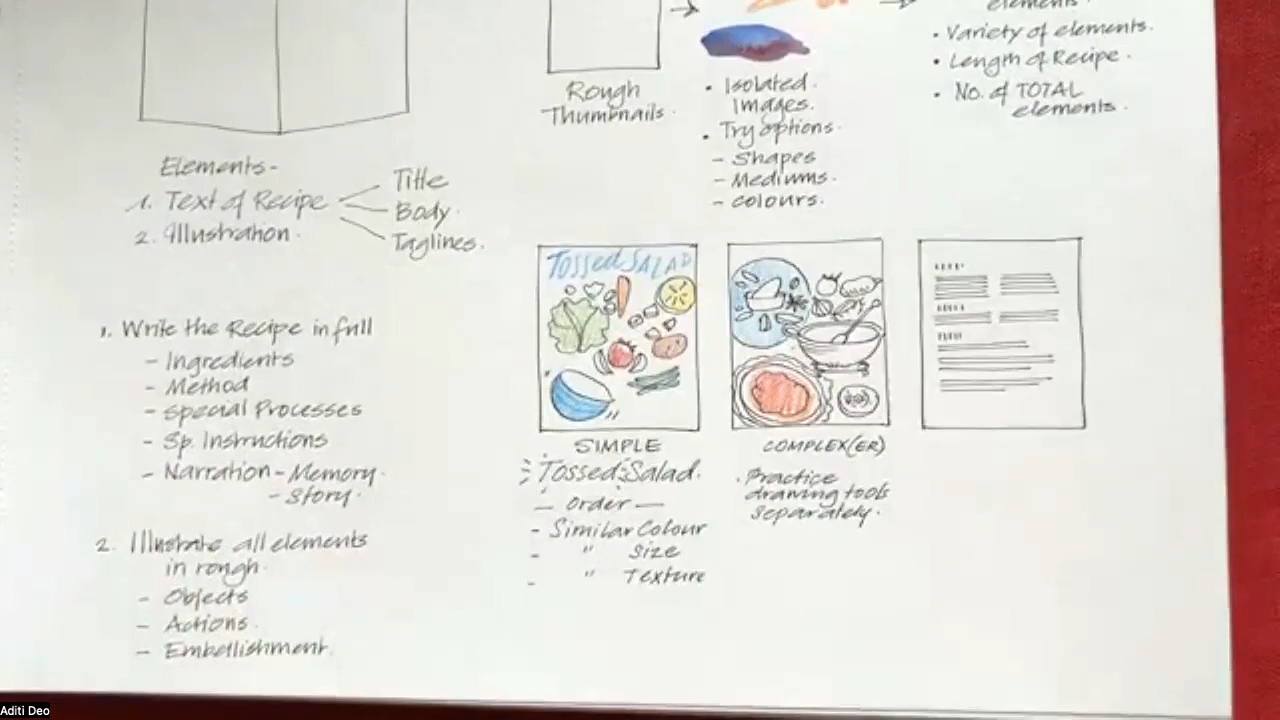 elements.
• Variety of elements.
• Length of Recipe.
• No. of TOTAL
elements.
Rough
Thumbnails.
• Isolated
Images.
• Try options.
- Shapes
- Mediums.
- colours.
Elements -
1. Text of Recipe
2. Illustration.
Title
Body.
Taglines.
1. Write the Recipe in full
- Ingredients
- Method
- special Processes
- Sp. Instructions
- Narration - Memory.
- Story.
2. Illustrate all elements
in rough.
- Objects
- Actions.
- Embellishment.
Tossed SALAD
SIMPLE
Tossed Salad.
— Order —
- Similar Colour
- " Size
- " Texture
COMPLEX(ER)
. Practice
drawing tools
separately.
Aditi Deo